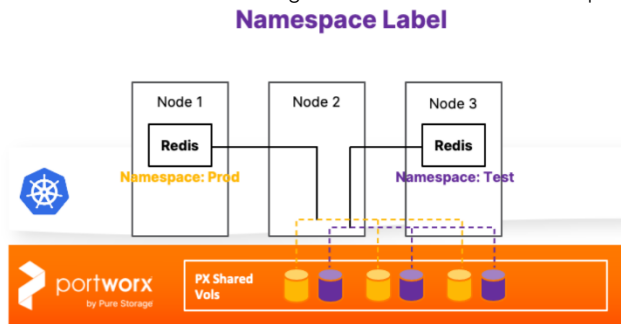 Namespace Label
Node 1
Node 2
Node 3
Redis
Redis
Namespace: Prod
Namespace: Test
portworx
by Pure Storage
PX Shared
Vols